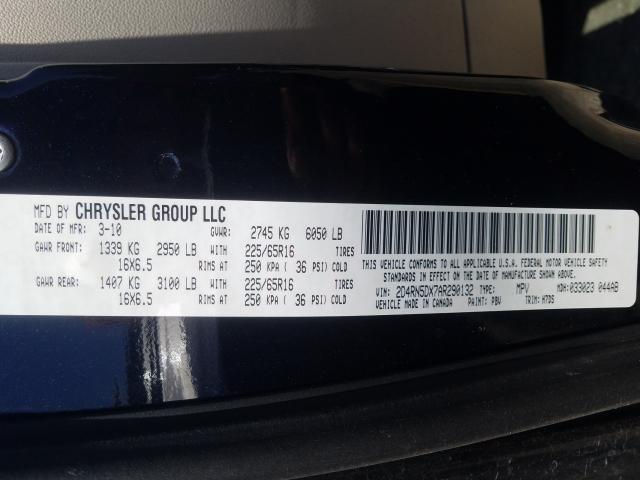 MFD BY CHRYSLER GROUP LLC
DATE OF MFR: 3-10 GVWR: 2745 KG 6050 LB
GAWR FRONT: 1339 KG 2950 LB WITH 225/65R16 TIRES
16X6.5 RIMS AT 250 KPA ( 36 PSI) COLD
GAWR REAR: 1407 KG 3100 LB WITH 225/65R16 TIRES
16X6.5 RIMS AT 250 KPA ( 36 PSI) COLD
THIS VEHICLE CONFORMS TO ALL APPLICABLE U.S.A. FEDERAL MOTOR VEHICLE SAFETY
STANDARDS IN EFFECT ON THE DATE OF MANUFACTURE SHOWN ABOVE.
VIN: 2D4RN5DX7AR290132 TYPE: MPV MDH: 033023 044AB
VEHICLE MADE IN CANADA PAINT: PBV TRIM: H7DS